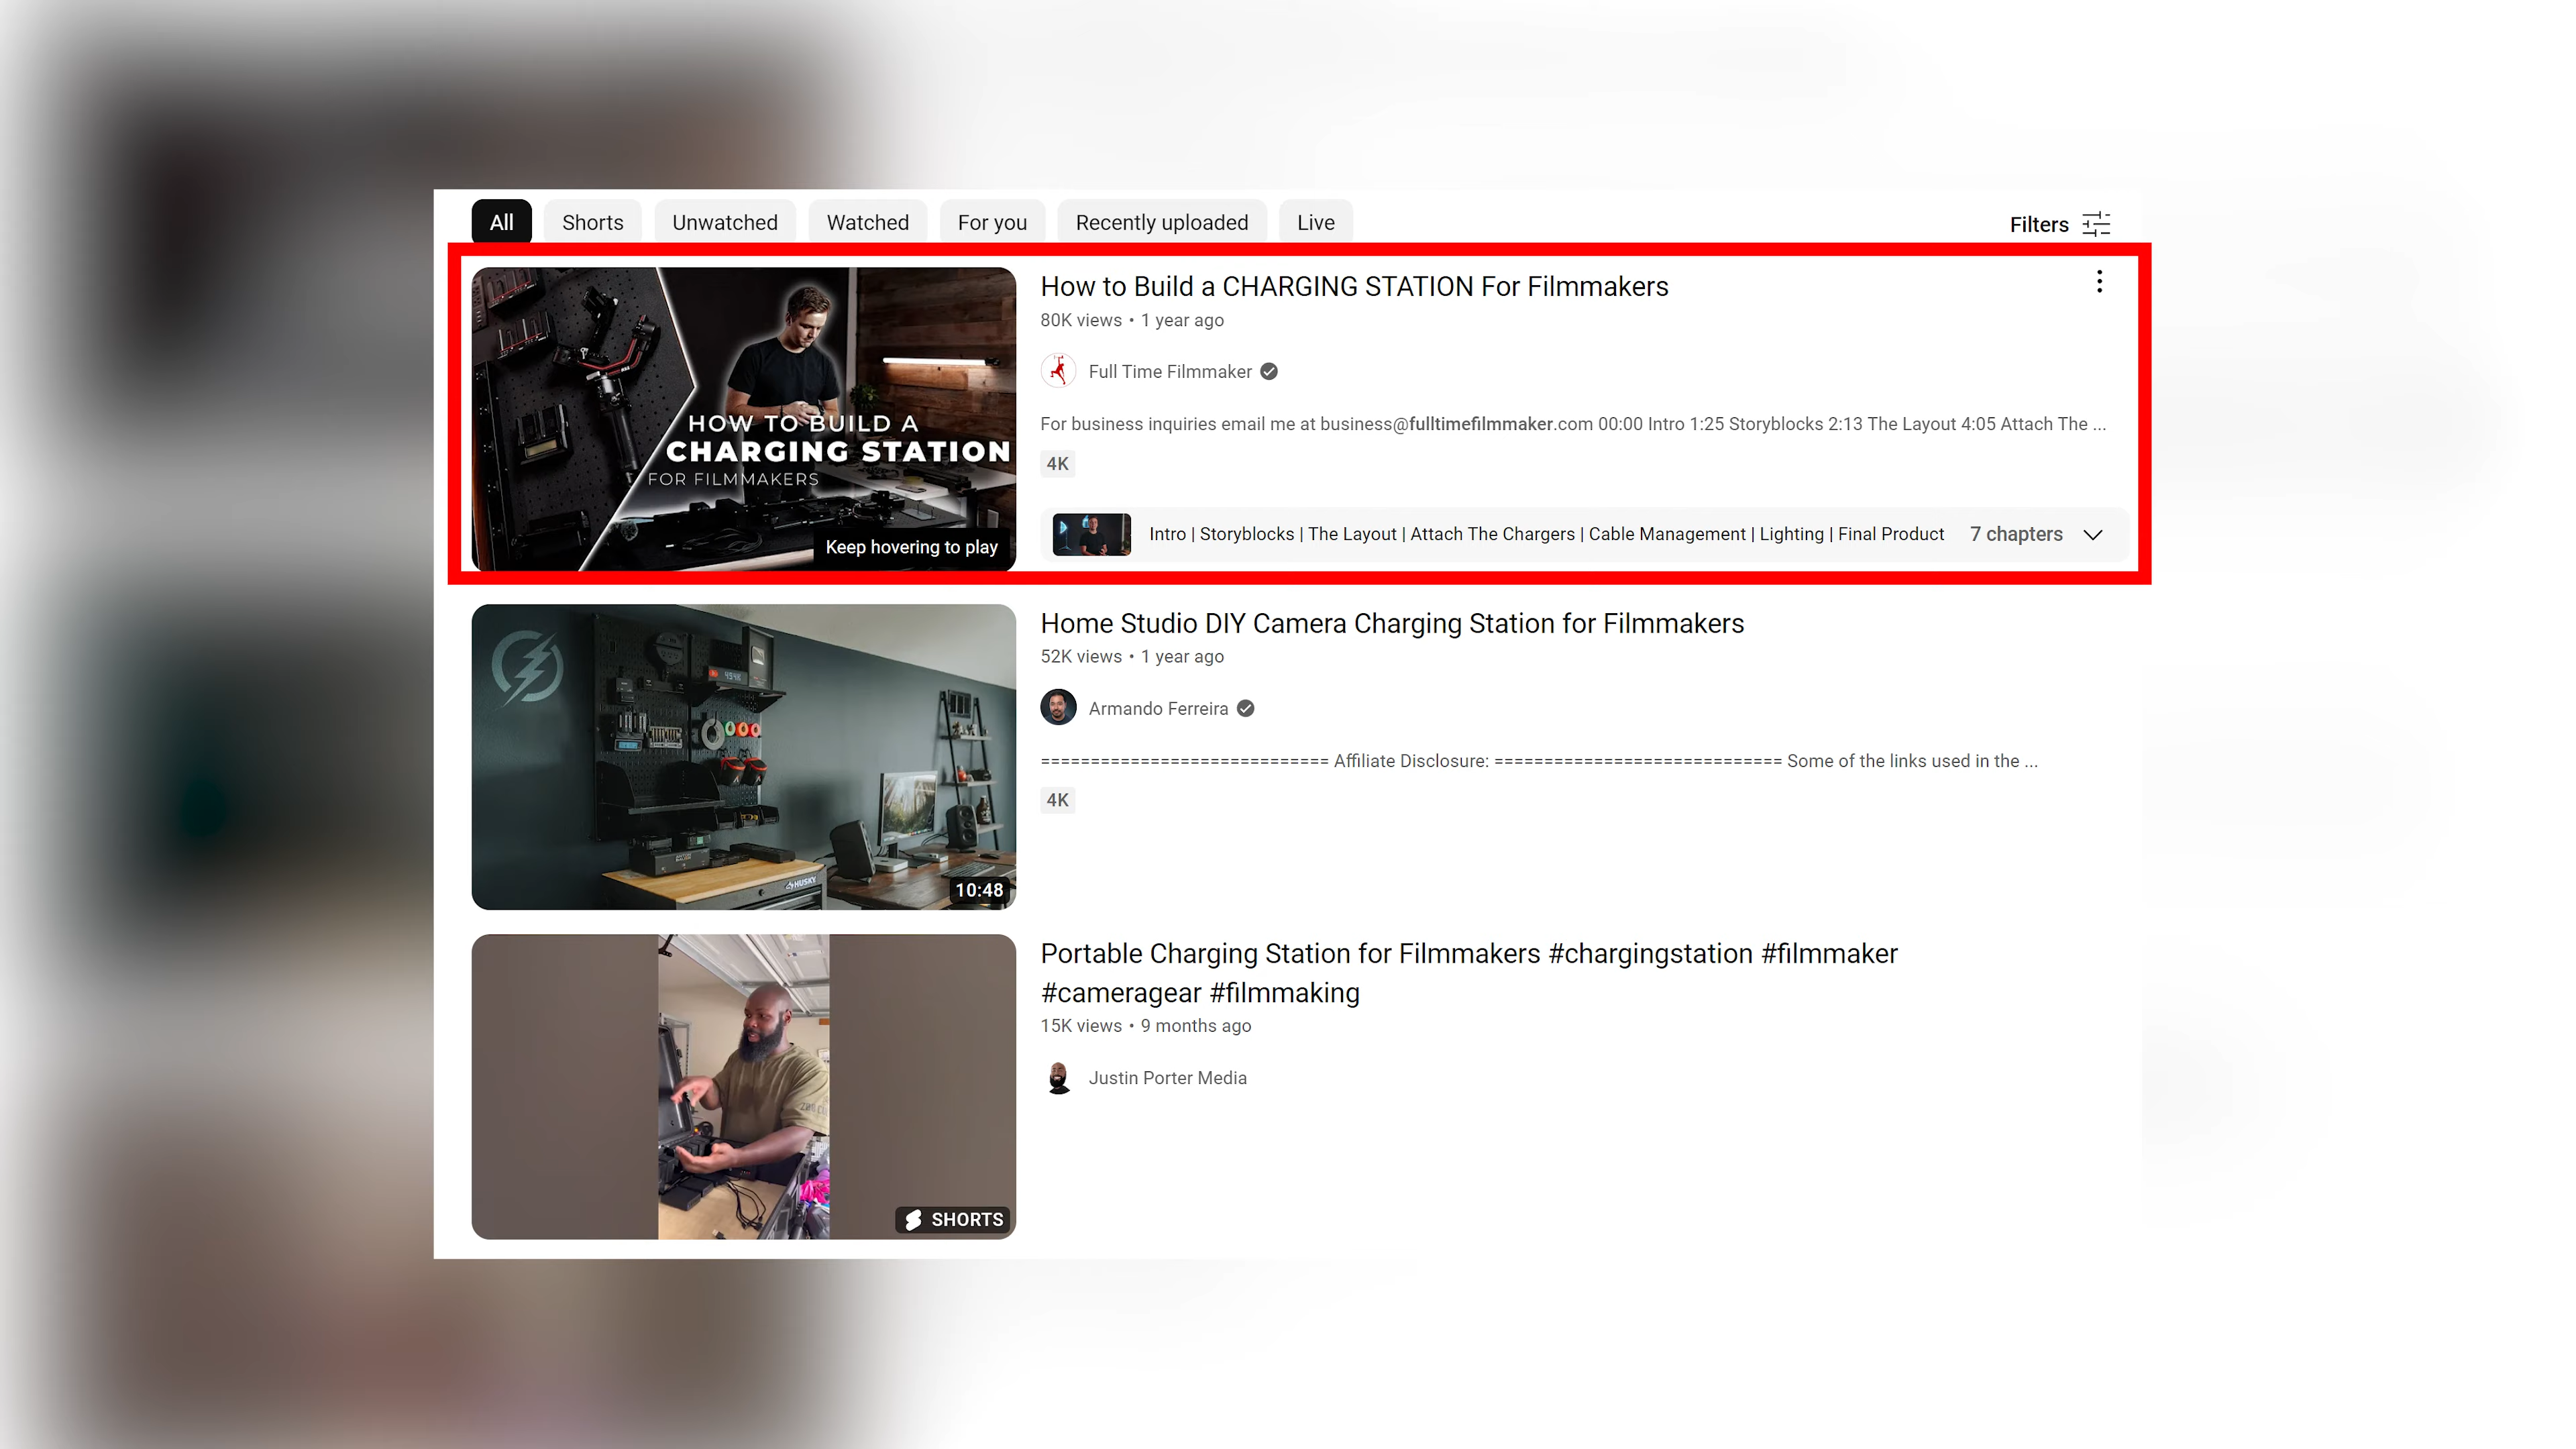 All
Shorts
Unwatched
Watched
For you
Recently uploaded
Live
Filters
HOW TO BUILD A
CHARGING STATION
FOR FILMMAKERS
Keep hovering to play
How to Build a CHARGING STATION For Filmmakers
80K views • 1 year ago
Full Time Filmmaker
For business inquiries email me at business@fulltimefilmmaker.com 00:00 Intro 1:25 Storyblocks 2:13 The Layout 4:05 Attach The ...
4K
Intro | Storyblocks | The Layout | Attach The Chargers | Cable Management | Lighting | Final Product
7 chapters
HUSKY
10:48
Home Studio DIY Camera Charging Station for Filmmakers
52K views • 1 year ago
Armando Ferreira
============================= Affiliate Disclosure: ============================= Some of the links used in the ...
4K
SHORTS
Portable Charging Station for Filmmakers #chargingstation #filmmaker
#cameragear #filmmaking
15K views • 9 months ago
Justin Porter Media